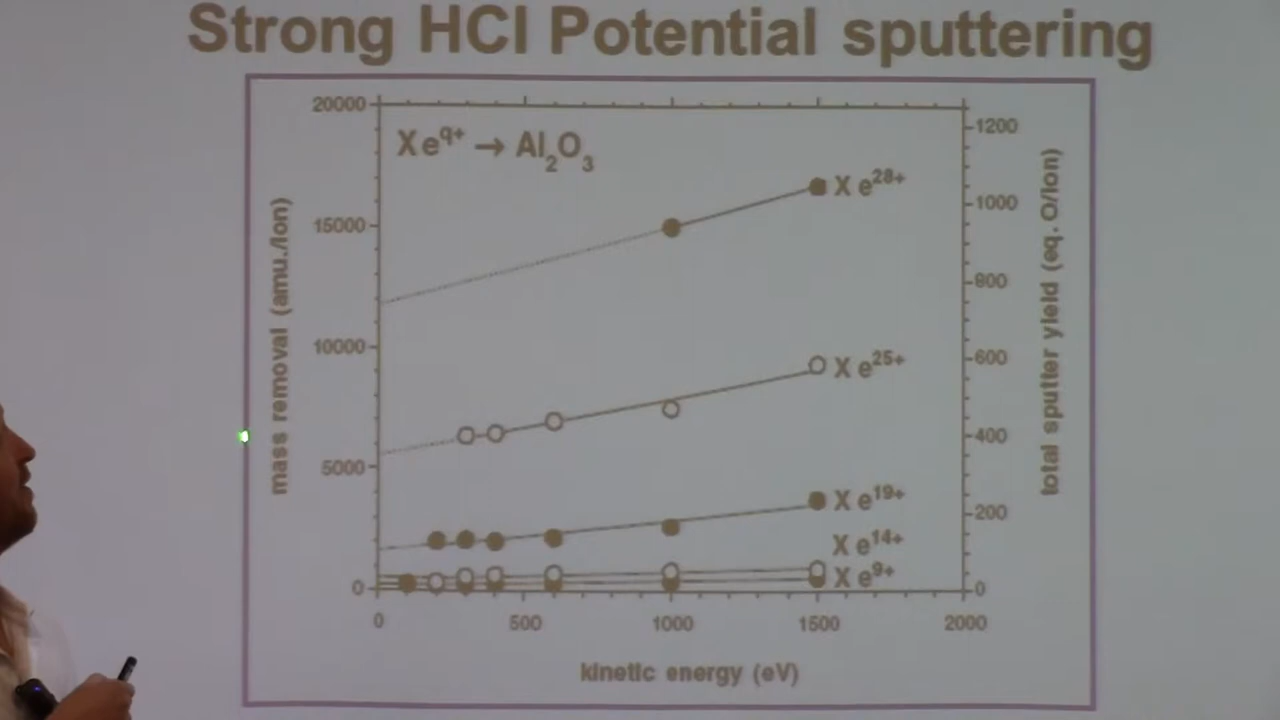 Strong HCI Potential sputtering
Xe^q+ → Al₂O₃
mass removal (amu./ion)
20000
15000
10000
5000
0
Xe^28+
Xe^25+
Xe^19+
Xe^14+
Xe^9+
1200
1000
800
600
400
200
0
total sputter yield (eq. O/ion)
0 500 1000 1500 2000
kinetic energy (eV)